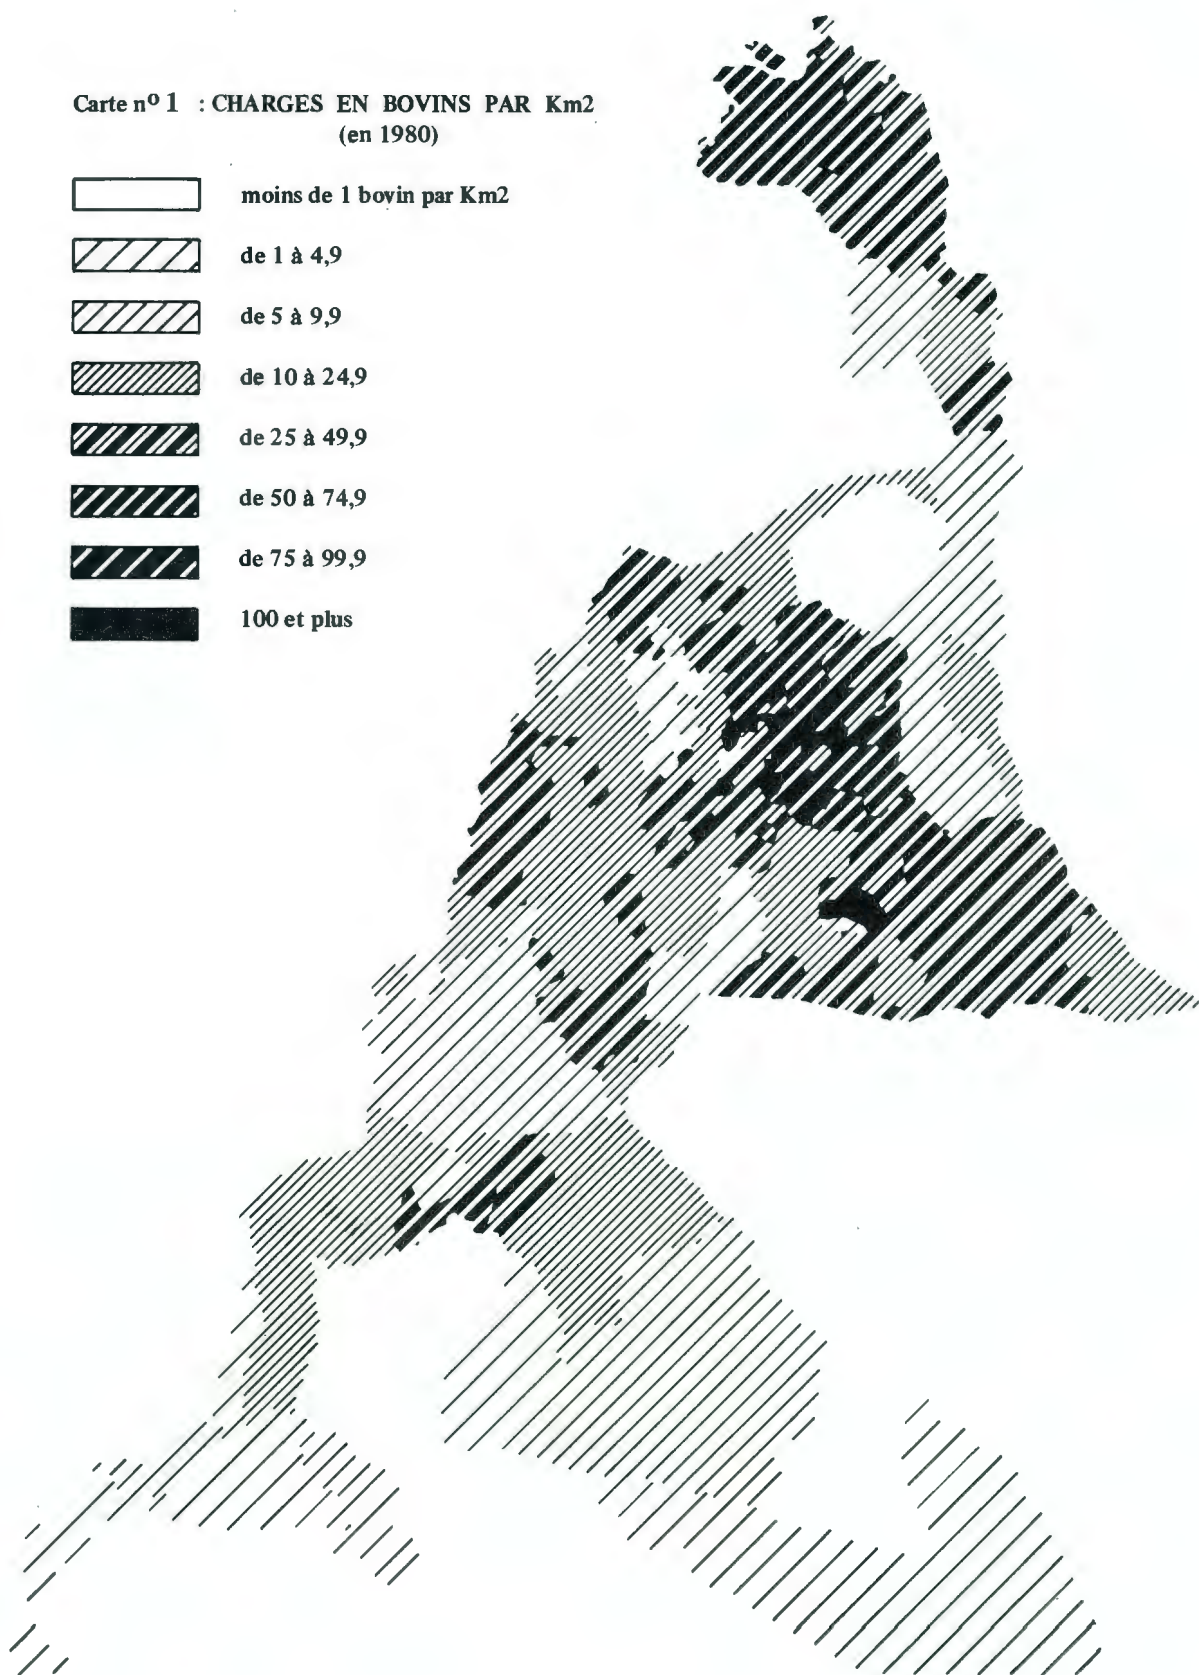 Carte nº 1 : CHARGES EN BOVINS PAR Km2
(en 1980)
moins de 1 bovin par Km2
de 1 à 4,9
de 5 à 9,9
de 10 à 24,9
de 25 à 49,9
de 50 à 74,9
de 75 à 99,9
100 et plus